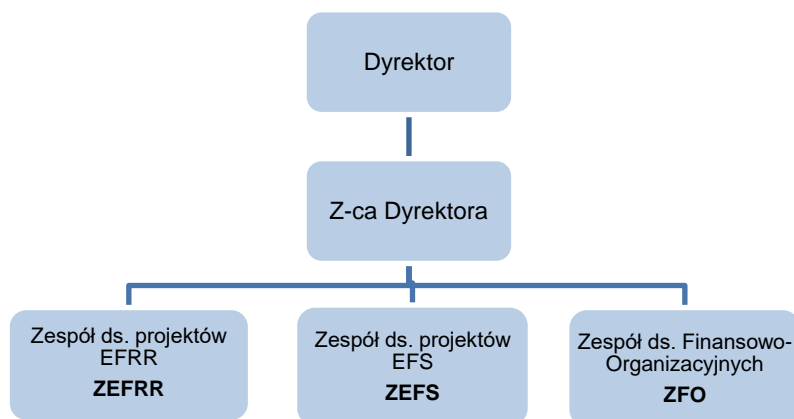 Dyrektor
Z-ca Dyrektora
Zespół ds. projektów
EFRR
ZEFRR
Zespół ds. projektów
EFS
ZEFS
Zespół ds. Finansowo-
Organizacyjnych
ZFO